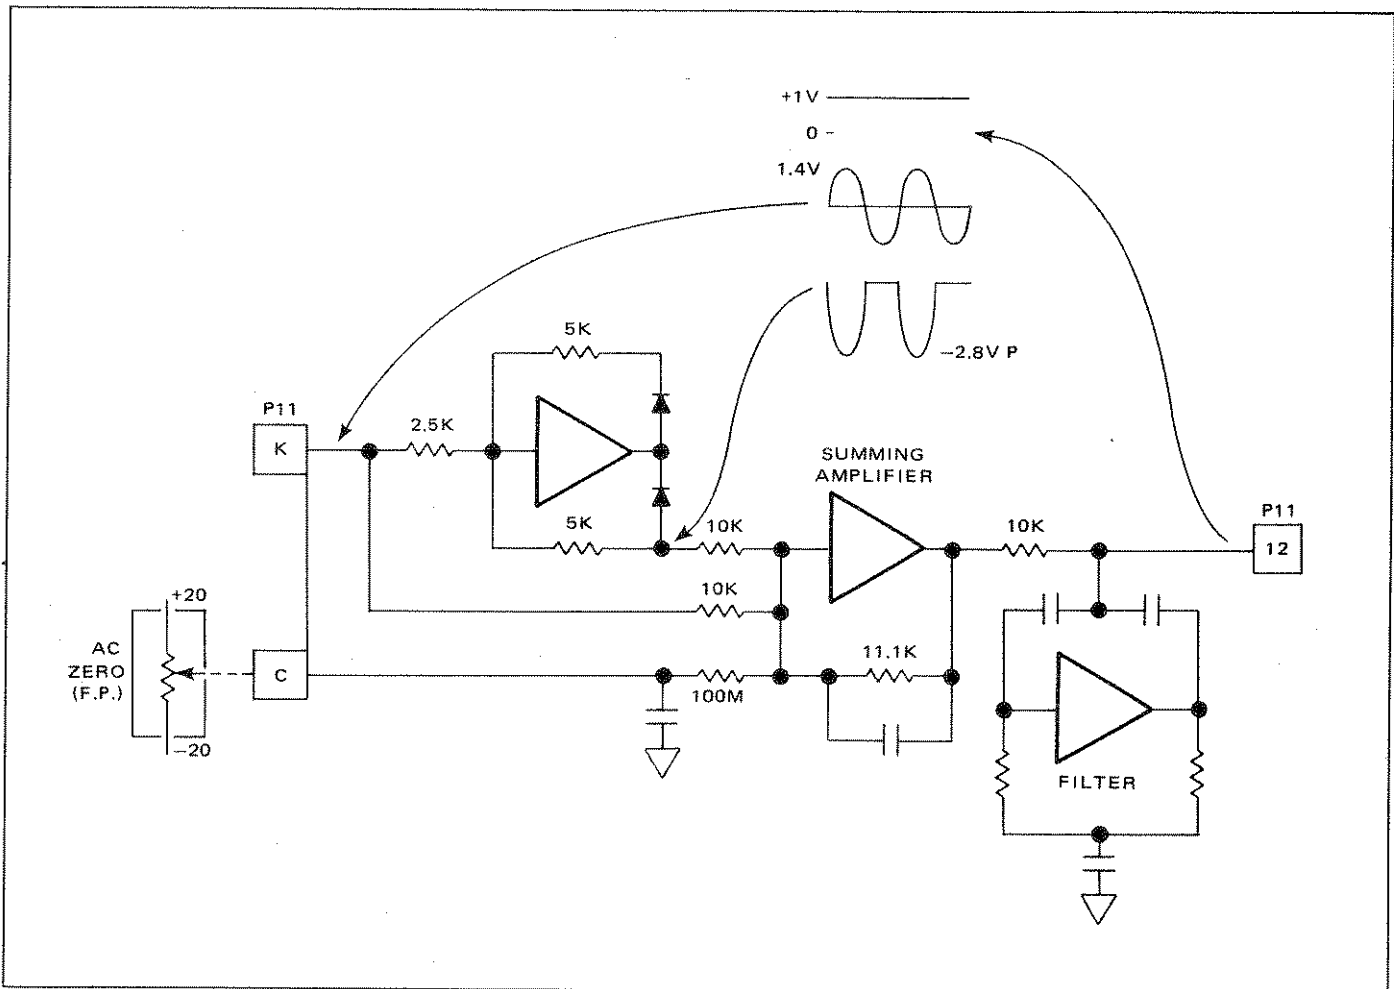 +1V
0
1.4V
-2.8V P
5K
P11
K
2.5K
5K
SUMMING
AMPLIFIER
10K
10K
10K
P11
12
+20
AC
ZERO
(F.P.)
-20
C
100M
11.1K
FILTER